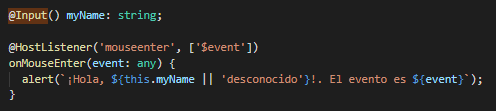 @Input() myName: string;
@HostListener('mouseenter', ['$event'])
onMouseEnter(event: any) {
alert(`¡Hola, ${this.myName || 'desconocido'}!. El evento es ${event}`);
}